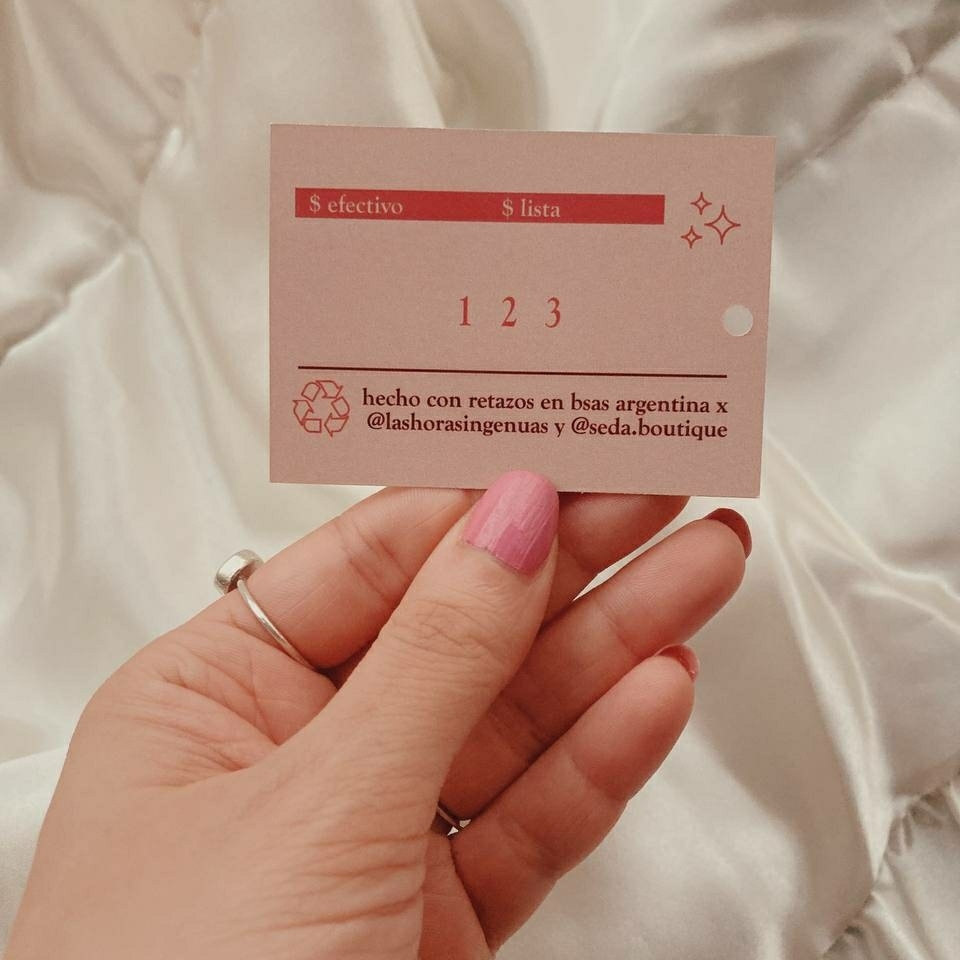 $ efectivo $ lista
1 2 3
hecho con retazos en bsas argentina x
@lashorasingenuas y @seda.boutique